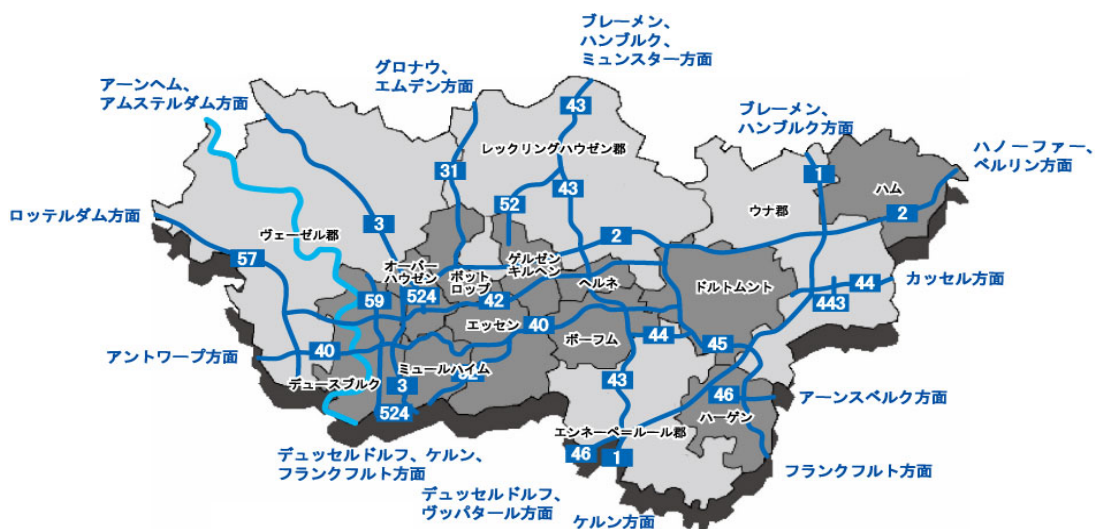 ブレーメン、
ハンブルク、
ミュンスター方面
グロナウ、
エムデン方面
アーンヘム、
アムステルダム方面
ブレーメン、
ハンブルク方面
ハノーファー、
ベルリン方面
43
レックリングハウゼン郡
31
1
ハム
43
52
ウナ郡
2
ロッテルダム方面
3
ヴェーゼル郡
2
57
オーバー
ハウゼン
ボット
ロップ
ゲルゼン
キルヘン
ヘルネ
ドルトムント
カッセル方面
44
443
59
524
42
エッセン
40
ボーフム
44
45
アントワープ方面
40
デュースブルク
ミュールハイム
3
43
46
アーンスベルク方面
ハーゲン
524
エンネーペ=ルール郡
46
1
デュッセルドルフ、ケルン、
フランクフルト方面
フランクフルト方面
デュッセルドルフ、
ヴッパタール方面
ケルン方面